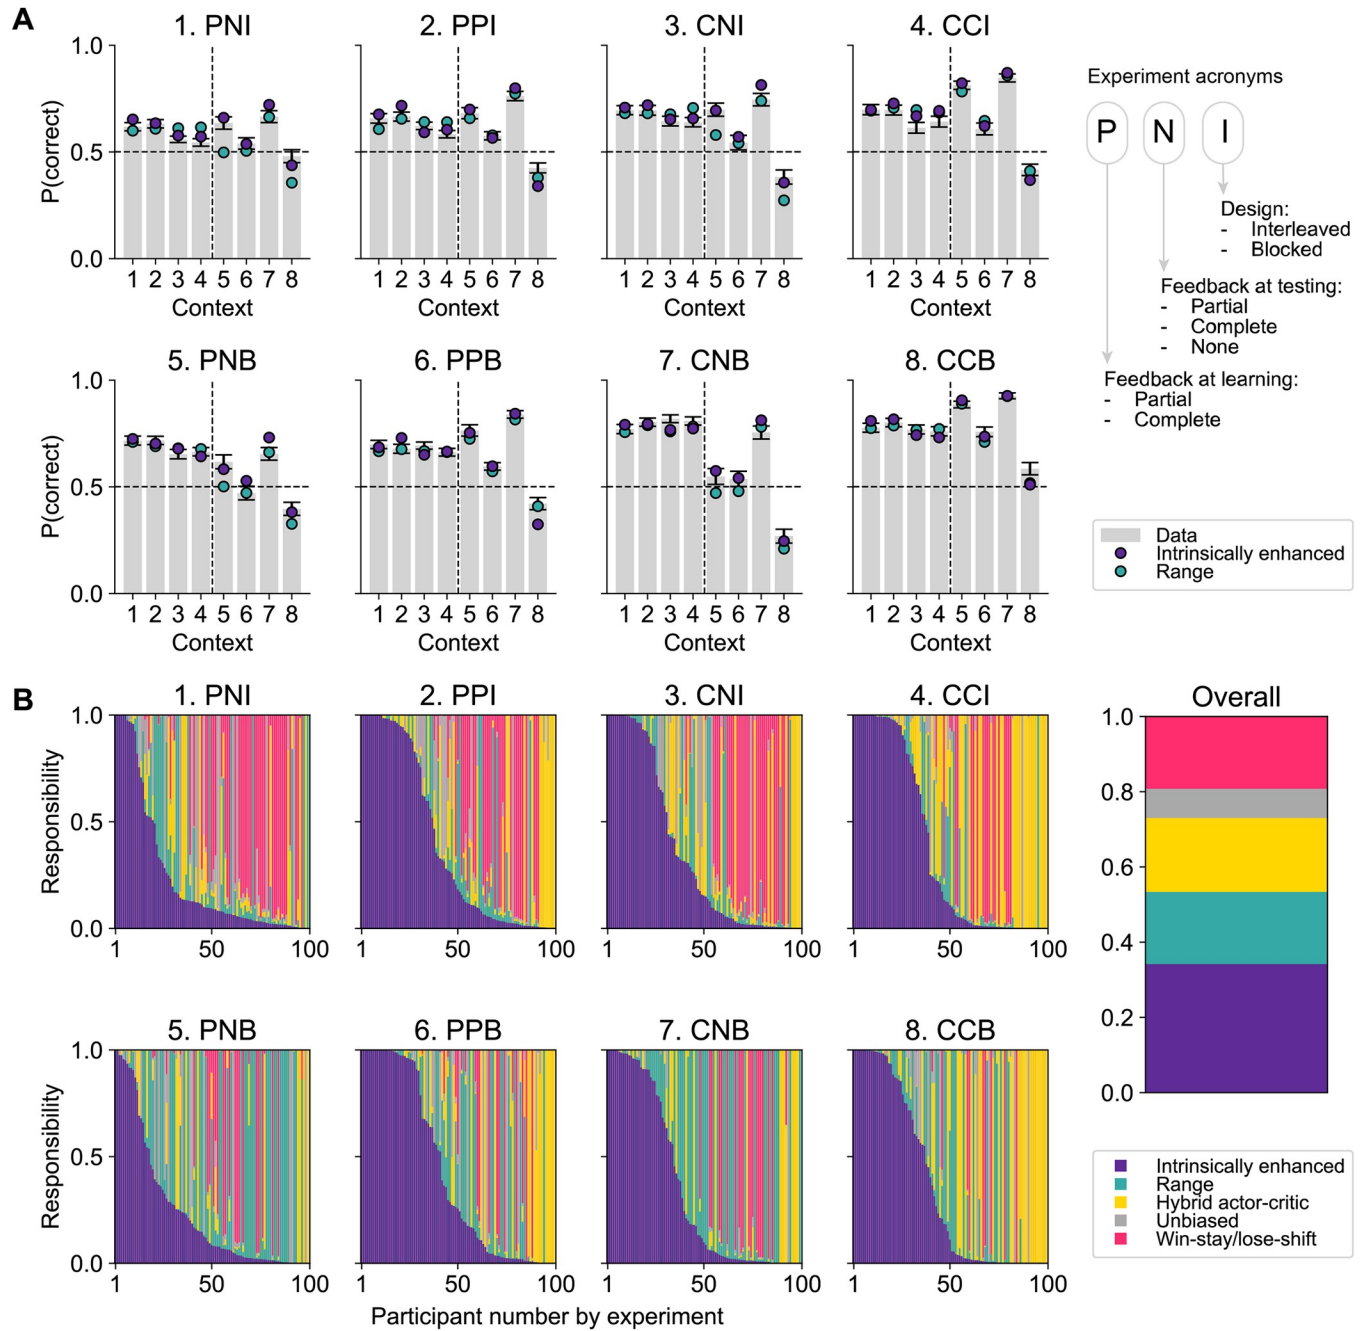 A
1. PNI
2. PPI
3. CNI
4. CCI
P(correct)
1.0
0.5
0.0
1 2 3 4 5 6 7 8
1 2 3 4 5 6 7 8
1 2 3 4 5 6 7 8
1 2 3 4 5 6 7 8
Context
Context
Context
Context
5. PNB
6. PPB
7. CNB
8. CCB
P(correct)
1.0
0.5
0.0
1 2 3 4 5 6 7 8
1 2 3 4 5 6 7 8
1 2 3 4 5 6 7 8
1 2 3 4 5 6 7 8
Context
Context
Context
Context
Experiment acronyms
P N I
Design:
- Interleaved
- Blocked
Feedback at testing:
- Partial
- Complete
- None
Feedback at learning:
- Partial
- Complete
Data
Intrinsically enhanced
Range
B
1. PNI
2. PPI
3. CNI
4. CCI
Responsibility
1.0
0.5
0.0
1 50 100
1 50 100
1 50 100
1 50 100
5. PNB
6. PPB
7. CNB
8. CCB
Responsibility
1.0
0.5
0.0
1 50 100
1 50 100
1 50 100
1 50 100
Participant number by experiment
Overall
1.0
0.8
0.6
0.4
0.2
0.0
Intrinsically enhanced
Range
Hybrid actor-critic
Unbiased
Win-stay/lose-shift